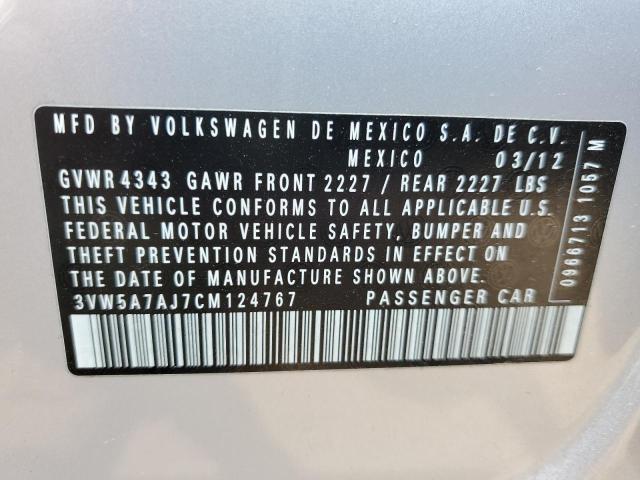 MFD BY VOLKSWAGEN DE MEXICO S.A. DE C.V.
MEXICO 03/12
GVWR 4343 GAWR FRONT 2227 / REAR 2227 LBS
THIS VEHICLE CONFORMS TO ALL APPLICABLE U.S.
FEDERAL MOTOR VEHICLE SAFETY, BUMPER AND
THEFT PREVENTION STANDARDS IN EFFECT ON
THE DATE OF MANUFACTURE SHOWN ABOVE.
3VW5A7AJ7CM124767 PASSENGER CAR
0966713 1057 M